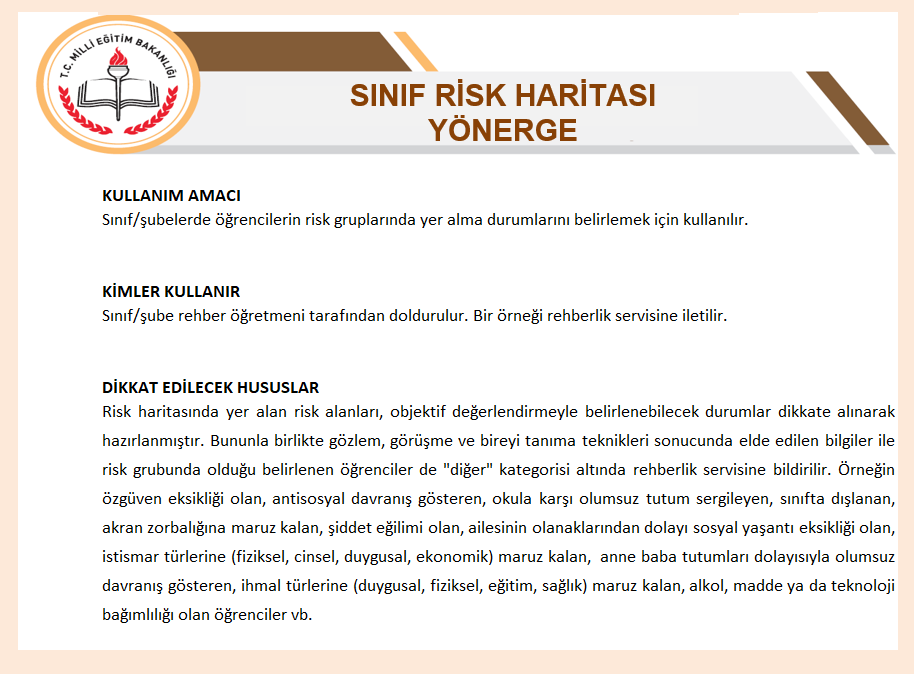 T.C. MİLLİ EĞİTİM BAKANLIĞI
SINIF RİSK HARİTASI
YÖNERGE
KULLANIM AMACI
Sınıf/şubelerde öğrencilerin risk gruplarında yer alma durumlarını belirlemek için kullanılır.
KİMLER KULLANIR
Sınıf/şube rehber öğretmeni tarafından doldurulur. Bir örneği rehberlik servisine iletilir.
DİKKAT EDİLECEK HUSUSLAR
Risk haritasında yer alan risk alanları, objektif değerlendirmeyle belirlenebilecek durumlar dikkate alınarak
hazırlanmıştır. Bununla birlikte gözlem, görüşme ve bireyi tanıma teknikleri sonucunda elde edilen bilgiler ile
risk grubunda olduğu belirlenen öğrenciler de "diğer" kategorisi altında rehberlik servisine bildirilir. Örneğin
özgüven eksikliği olan, antisosyal davranış gösteren, okula karşı olumsuz tutum sergileyen, sınıfta dışlanan,
akran zorbalığına maruz kalan, şiddet eğilimi olan, ailesinin olanaklarından dolayı sosyal yaşantı eksikliği olan,
istismar türlerine (fiziksel, cinsel, duygusal, ekonomik) maruz kalan, anne baba tutumları dolayısıyla olumsuz
davranış gösteren, ihmal türlerine (duygusal, fiziksel, eğitim, sağlık) maruz kalan, alkol, madde ya da teknoloji
bağımlılığı olan öğrenciler vb.